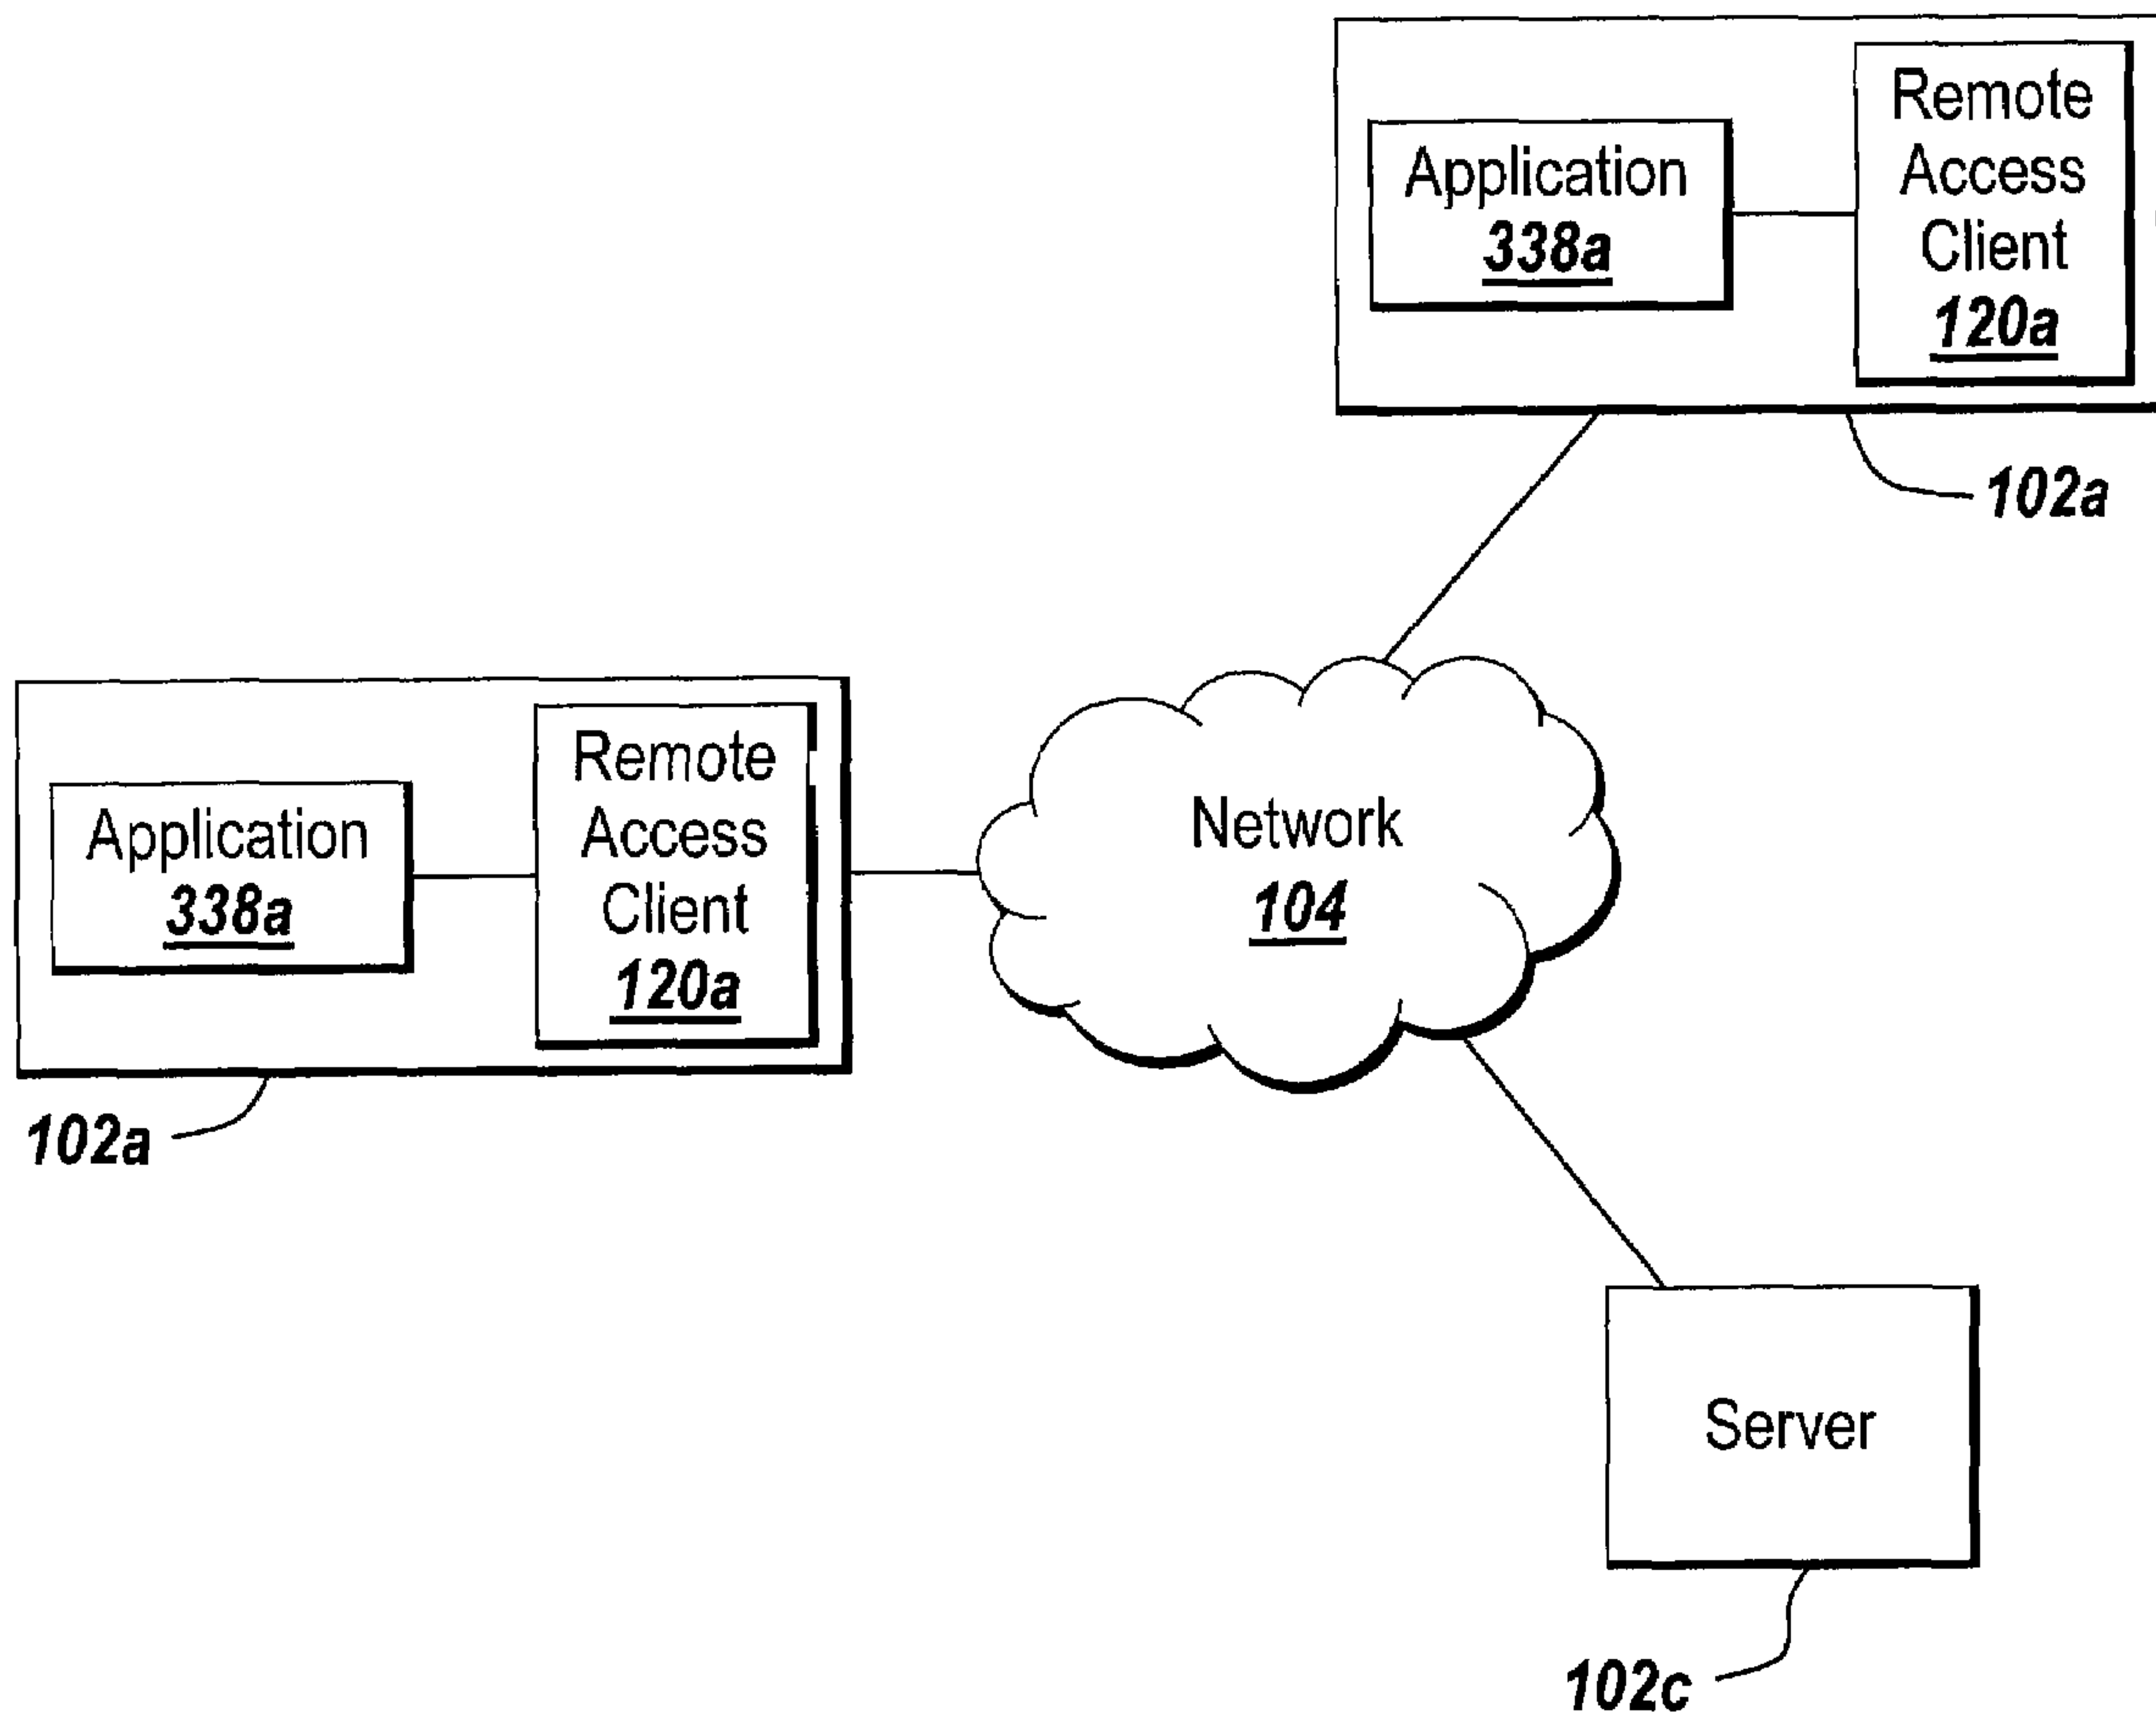 Remote
Access
Client
120a
Application
338a
102a
Remote
Access
Client
120a
Application
338a
102a
Network
104
Server
102c